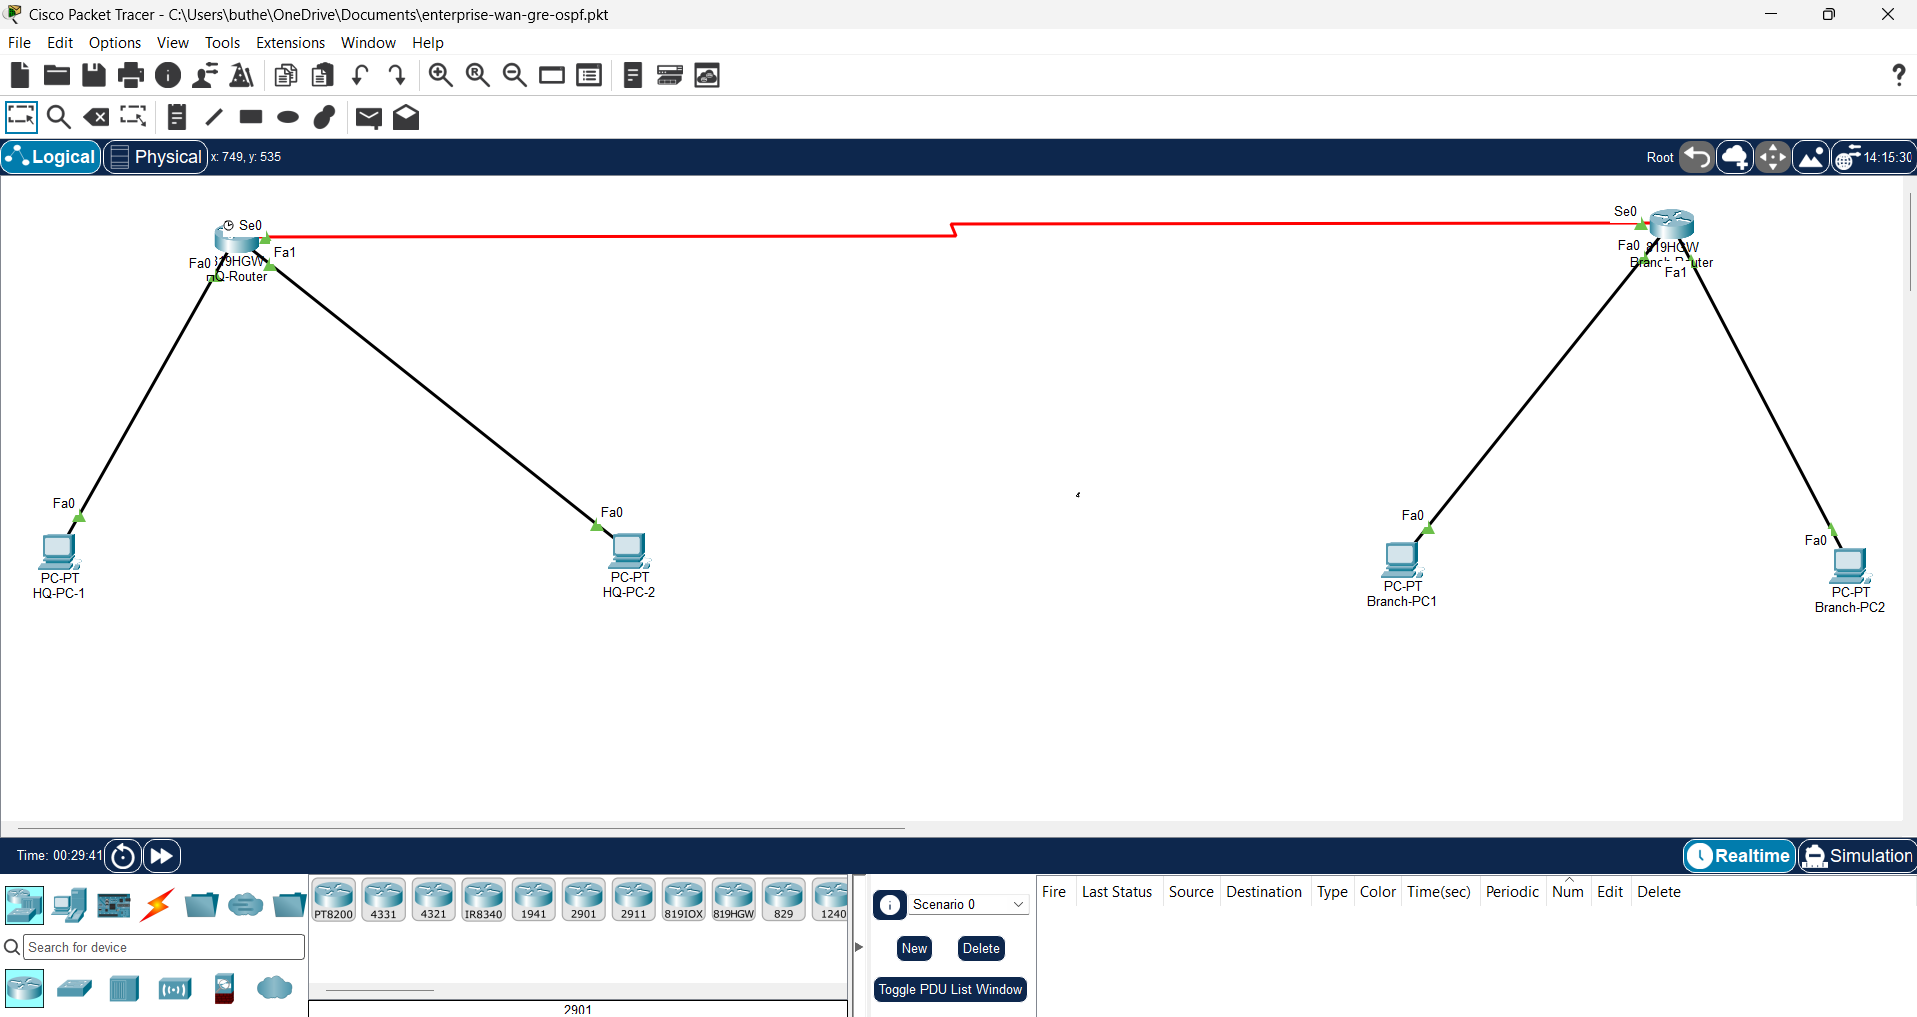 Cisco Packet Tracer - C:\Users\buthe\OneDrive\Documents\enterprise-wan-gre-ospf.pkt
File Edit Options View Tools Extensions Window Help
Logical Physical x: 749, y: 535
Root 14:15:30
Se0
Fa1
Fa0
819HGW
HQ-Router
Se0
Fa0
819HGW
Branch-Router
Fa1
Fa0
PC-PT
HQ-PC-1
Fa0
PC-PT
HQ-PC-2
Fa0
PC-PT
Branch-PC1
Fa0
PC-PT
Branch-PC2
Time: 00:29:41
Realtime Simulation
PT8200 4331 4321 IR8340 1941 2901 2911 819IOX 819HGW 829 1240
Search for device
2901
Scenario 0
New Delete
Toggle PDU List Window
Fire Last Status Source Destination Type Color Time(sec) Periodic Num Edit Delete